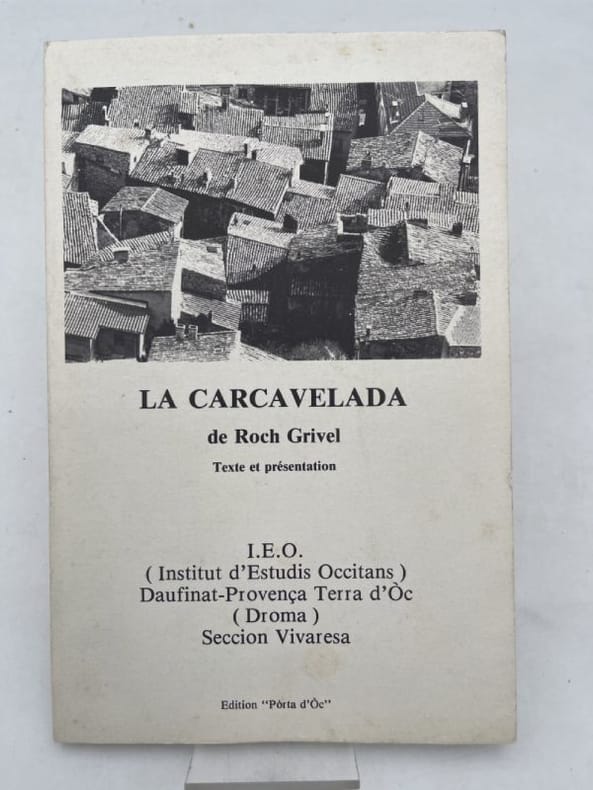 LA CARCAVELADA
de Roch Grivel
Texte et présentation
I.E.O.
( Institut d'Estudis Occitans )
Daufinat-Provença Terra d'Òc
( Droma )
Seccion Vivaresa
Edition "Pòrta d'Òc"